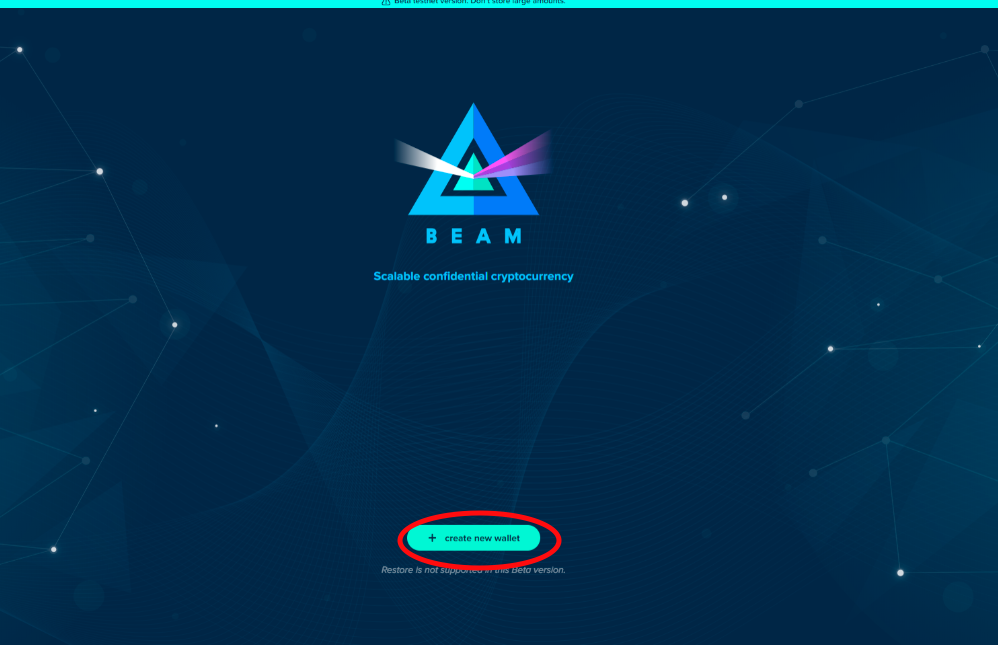 Beta testnet version. Don't store large amounts.
BEAM
Scalable confidential cryptocurrency
+ create new wallet
Restore is not supported in this Beta version.